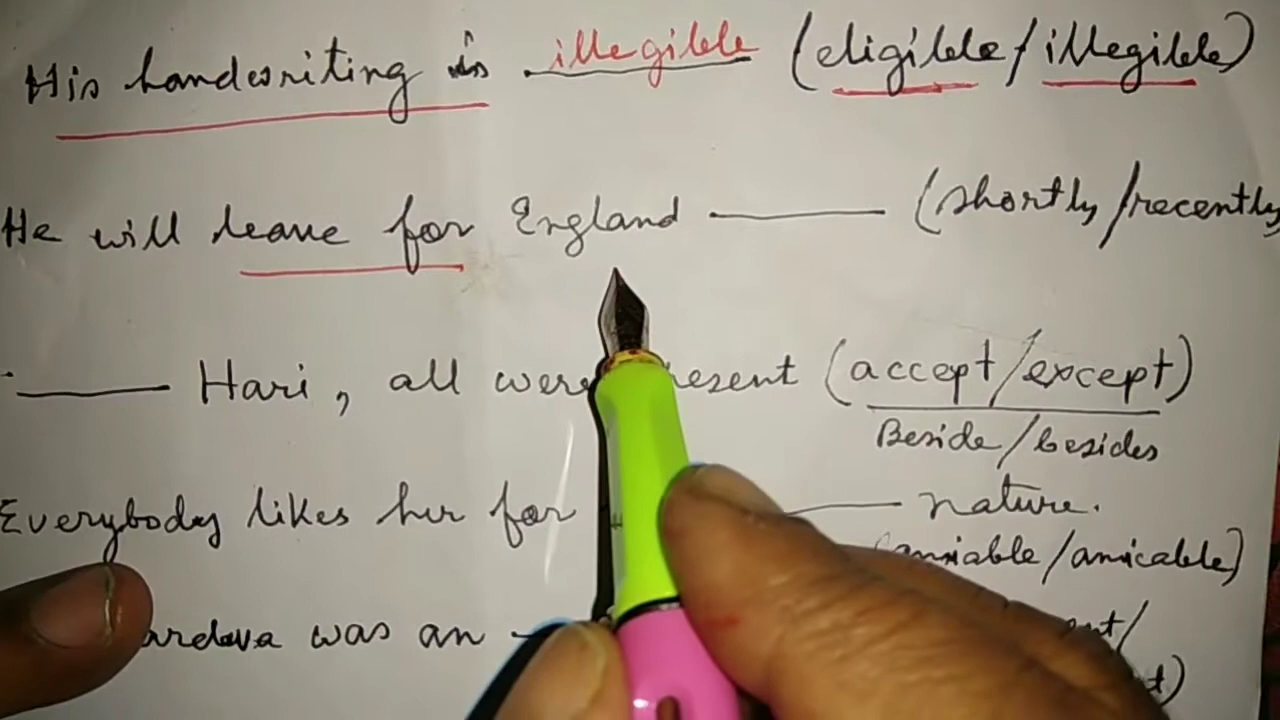 His handwriting is illegible (eligible/illegible)
He will leave for England ——— (shortly/recently
——— Hari, all were present (accept/except)
Beside/besides
Everybody likes her for ——— nature.
(amiable/amicable)
was an